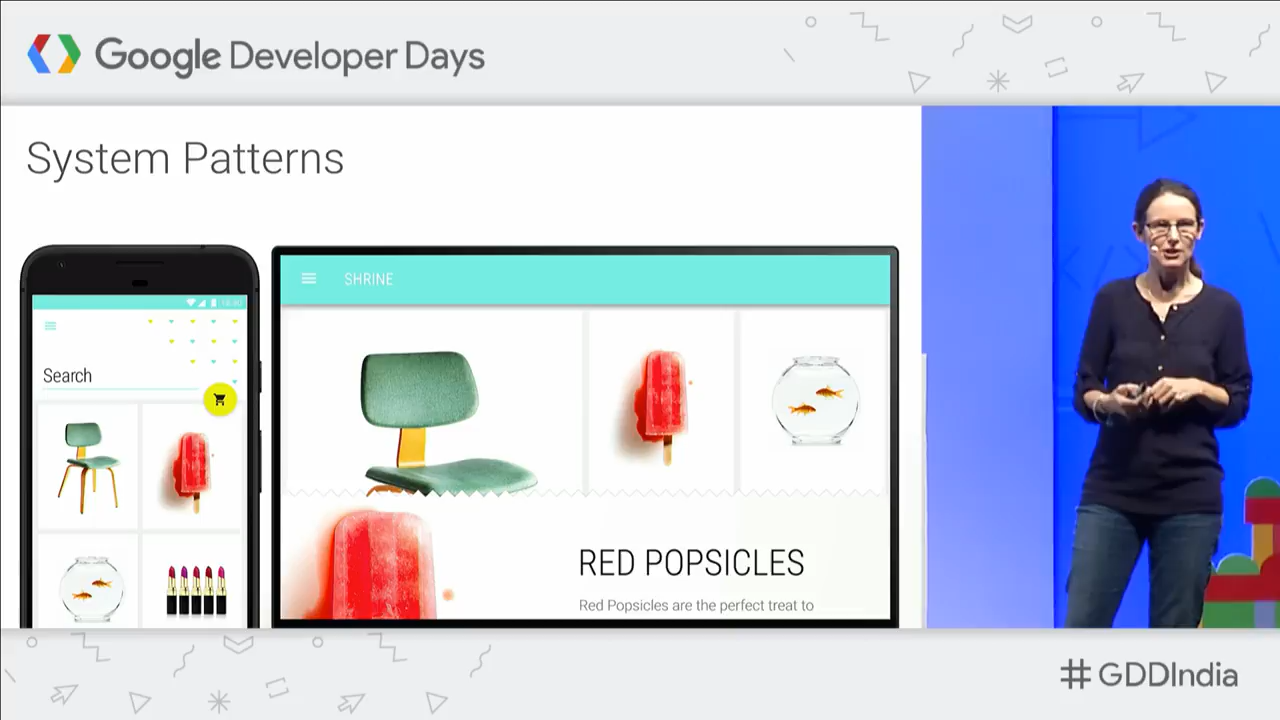 Google Developer Days
System Patterns
SHRINE
Search
RED POPSICLES
Red Popsicles are the perfect treat to
#GDDIndia